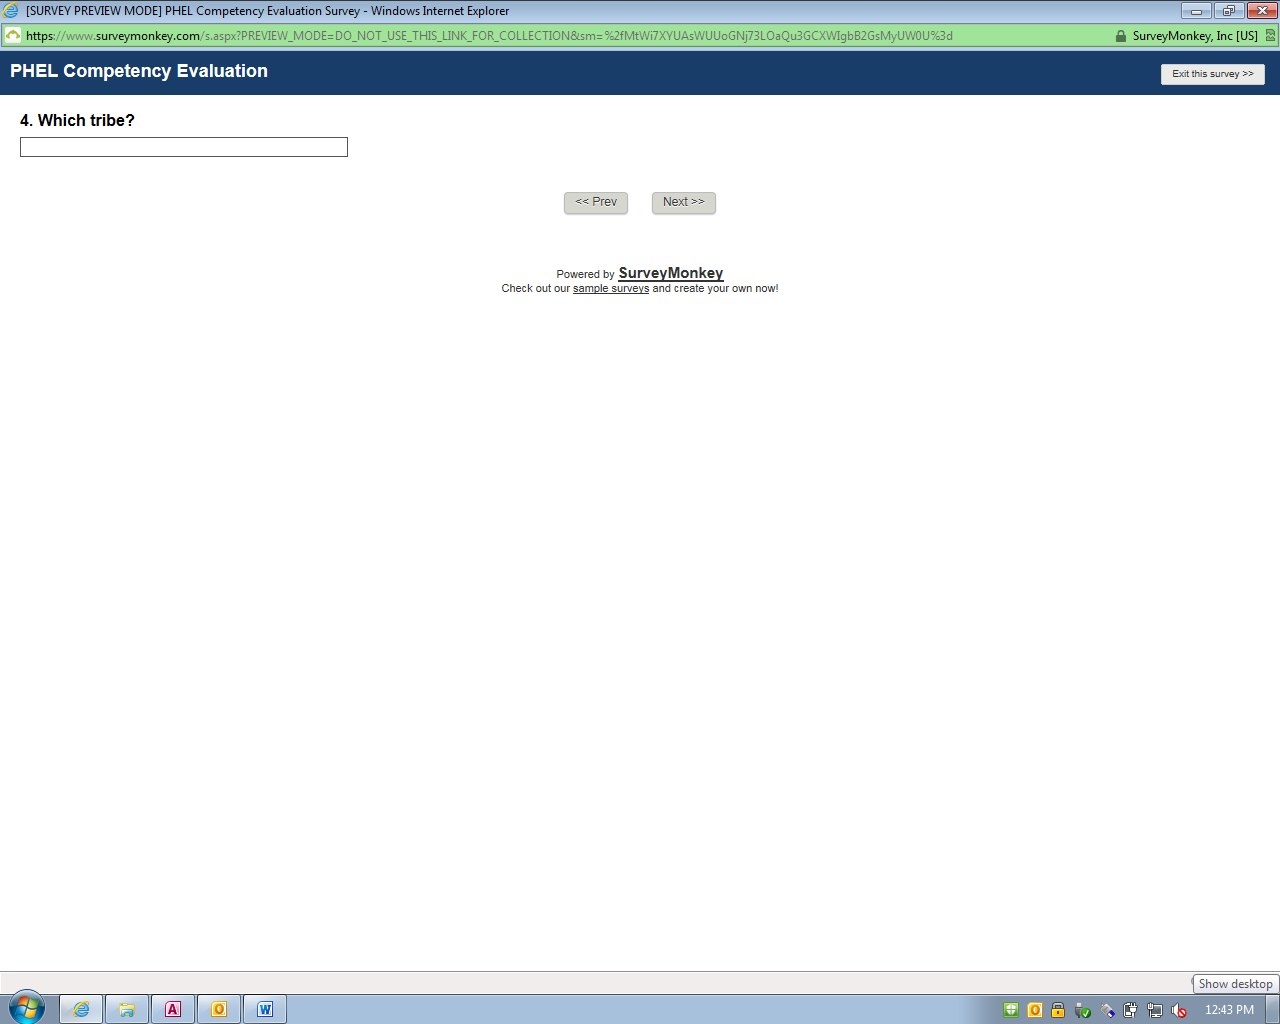 [SURVEY PREVIEW MODE] PHEL Competency Evaluation Survey - Windows Internet Explorer
https://www.surveymonkey.com/s.aspx?PREVIEW_MODE=DO_NOT_USE_THIS_LINK_FOR_COLLECTION&sm=%2fMtWi7XYUAsWUUoGNj73LOaQu3GCXWIgbB2GsMyUW0U%3d
SurveyMonkey, Inc [US]
PHEL Competency Evaluation
Exit this survey >>
4. Which tribe?
<< Prev
Next >>
Powered by SurveyMonkey
Check out our sample surveys and create your own now!
Show desktop
12:43 PM